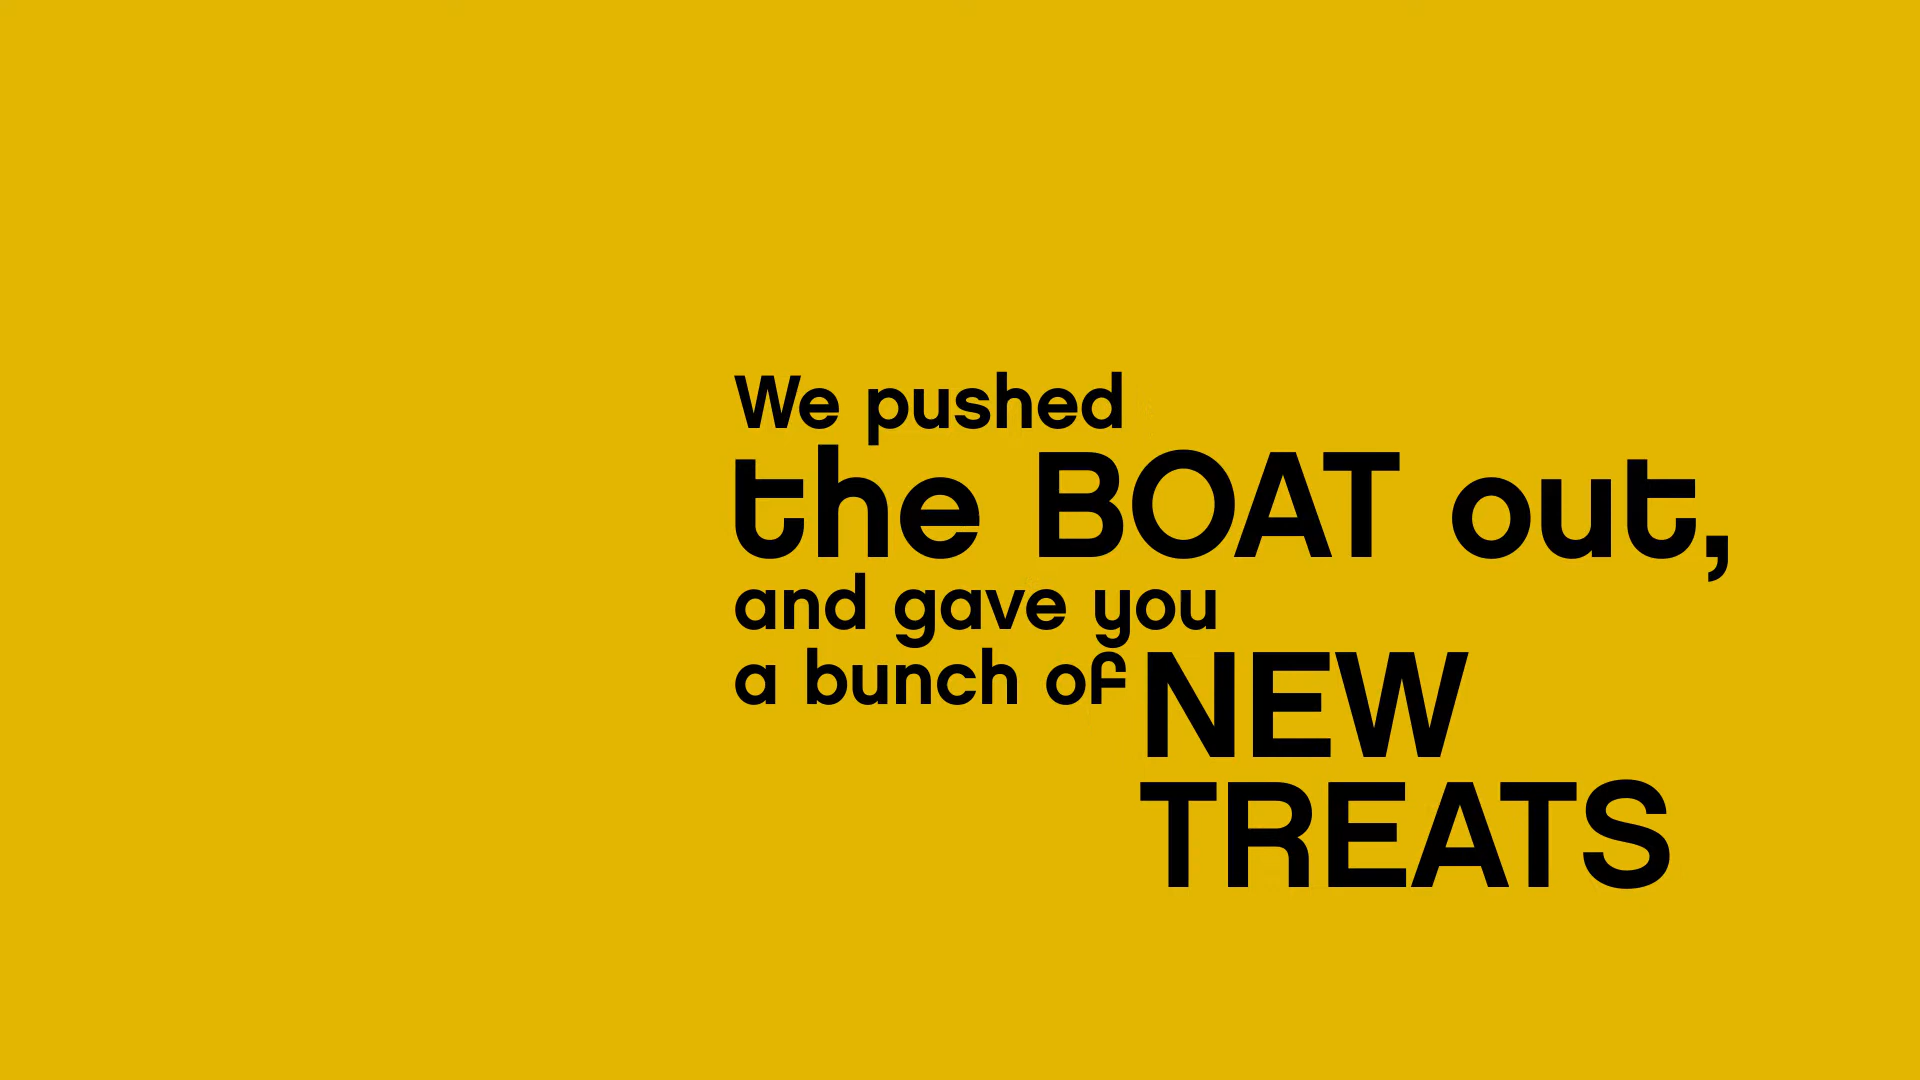 We pushed
the BOAT out,
and gave you
a bunch of NEW
TREATS